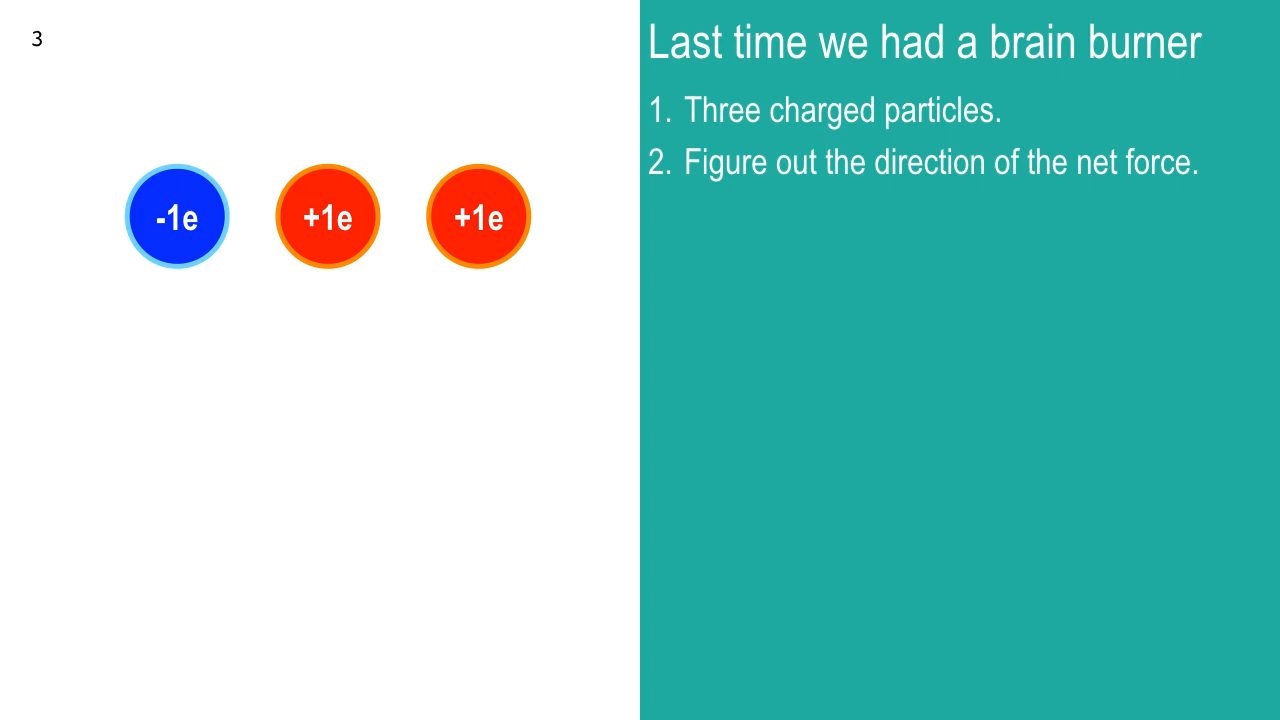 3
-1e
+1e
+1e
Last time we had a brain burner
1. Three charged particles.
2. Figure out the direction of the net force.